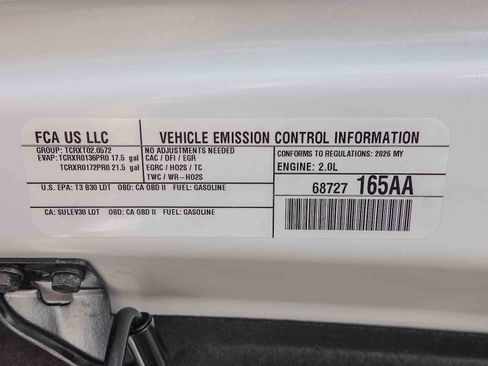 FCA US LLC
VEHICLE EMISSION CONTROL INFORMATION
GROUP: TCRXT02.0572
EVAP: TCRXR0136PR0 17.5 gal
TCRXR0172PR0 21.5 gal
NO ADJUSTMENTS NEEDED
CAC / DFI / EGR
EGRC / HO2S / TC
TWC / WR-HO2S
CONFORMS TO REGULATIONS: 2026 MY
ENGINE: 2.0L
U.S. EPA: T3 B30 LDT OBD: CA OBD II FUEL: GASOLINE
68727 165AA
CA: SULEV30 LDT OBD: CA OBD II FUEL: GASOLINE